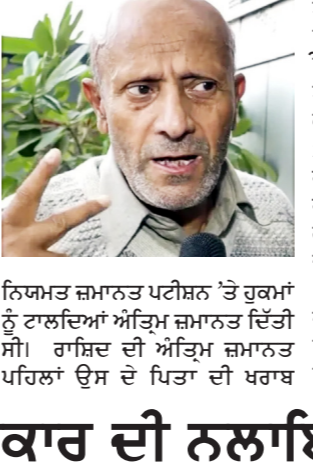 ਨਿਯਮਤ ਜ਼ਮਾਨਤ ਪਟੀਸ਼ਨ ’ਤੇ ਹੁਕਮਾਂ
ਨੂੰ ਟਾਲਦਿਆਂ ਅੰਤ੍ਰਿਮ ਜ਼ਮਾਨਤ ਦਿੱਤੀ
ਸੀ। ਰਾਸ਼ਿਦ ਦੀ ਅੰਤ੍ਰਿਮ ਜ਼ਮਾਨਤ
ਪਹਿਲਾਂ ਉਸ ਦੇ ਪਿਤਾ ਦੀ ਖਰਾਬ
ਕਾਰ ਦੀ